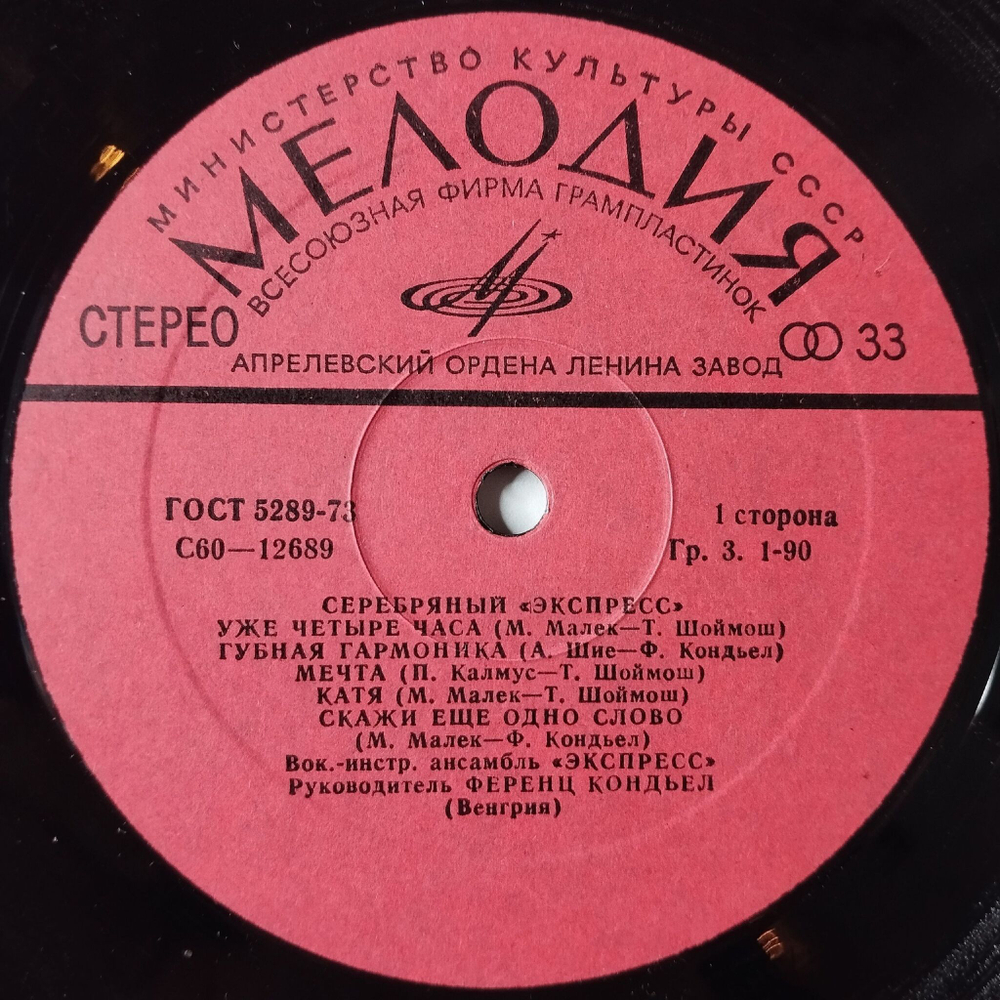 МИНИСТЕРСТВО КУЛЬТУРЫ СССР
МЕЛОДИЯ
ВСЕСОЮЗНАЯ ФИРМА ГРАМПЛАСТИНОК
СТЕРЕО
33
АПРЕЛЕВСКИЙ ОРДЕНА ЛЕНИНА ЗАВОД
ГОСТ 5289-73
1 сторона
С60—12689
Гр. 3. 1-90
СЕРЕБРЯНЫЙ «ЭКСПРЕСС»
УЖЕ ЧЕТЫРЕ ЧАСА (М. Малек—Т. Шоймош)
ГУБНАЯ ГАРМОНИКА (А. Шие—Ф. Кондьел)
МЕЧТА (П. Калмус—Т. Шоймош)
КАТЯ (М. Малек—Т. Шоймош)
СКАЖИ ЕЩЕ ОДНО СЛОВО
(М. Малек—Ф. Кондьел)
Вок.-инстр. ансамбль «ЭКСПРЕСС»
Руководитель ФЕРЕНЦ КОНДЬЕЛ
(Венгрия)